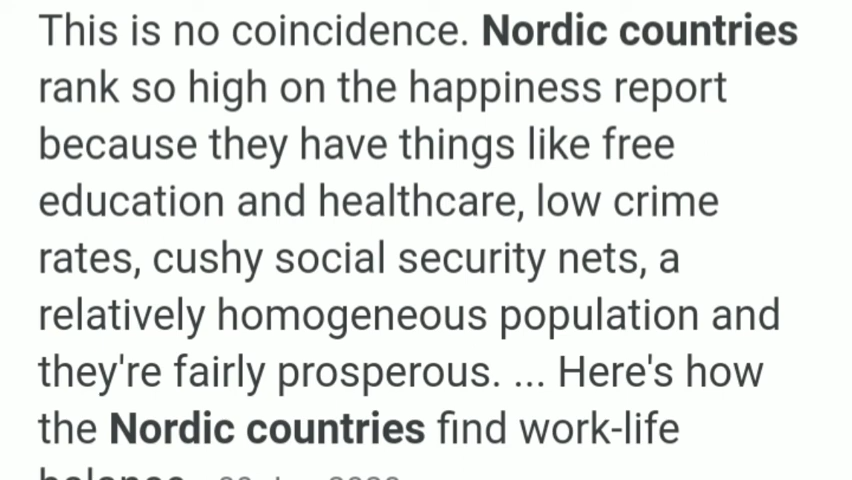 This is no coincidence. Nordic countries
rank so high on the happiness report
because they have things like free
education and healthcare, low crime
rates, cushy social security nets, a
relatively homogeneous population and
they're fairly prosperous. ... Here's how
the Nordic countries find work-life